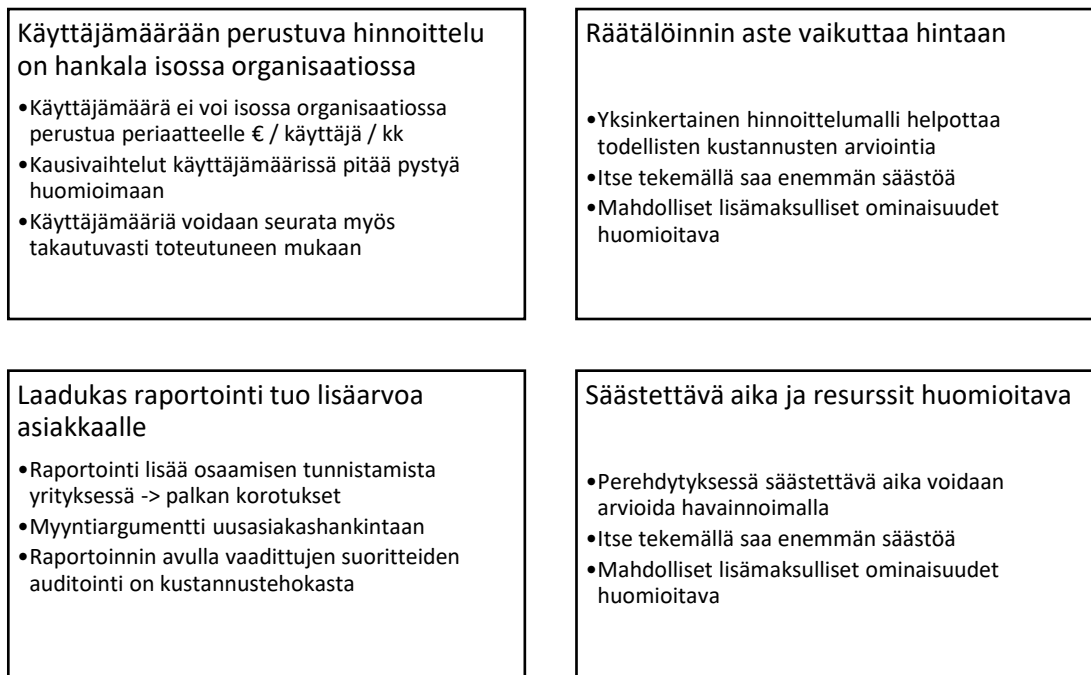 Käyttäjämäärään perustuva hinnoittelu
on hankala isossa organisaatiossa
•Käyttäjämäärä ei voi isossa organisaatiossa
perustua periaatteelle € / käyttäjä / kk
•Kausivaihtelut käyttäjämäärissä pitää pystyä
huomioimaan
•Käyttäjämääriä voidaan seurata myös
takautuvasti toteutuneen mukaan
Räätälöinnin aste vaikuttaa hintaan
•Yksinkertainen hinnoittelumalli helpottaa
todellisten kustannusten arviointia
•Itse tekemällä saa enemmän säästöä
•Mahdolliset lisämaksulliset ominaisuudet
huomioitava
Laadukas raportointi tuo lisäarvoa
asiakkaalle
•Raportointi lisää osaamisen tunnistamista
yrityksessä -> palkan korotukset
•Myyntiargumentti uusasiakashankintaan
•Raportoinnin avulla vaadittujen suoritteiden
auditointi on kustannustehokasta
Säästettävä aika ja resurssit huomioitava
•Perehdytyksessä säästettävä aika voidaan
arvioida havainnoimalla
•Itse tekemällä saa enemmän säästöä
•Mahdolliset lisämaksulliset ominaisuudet
huomioitava